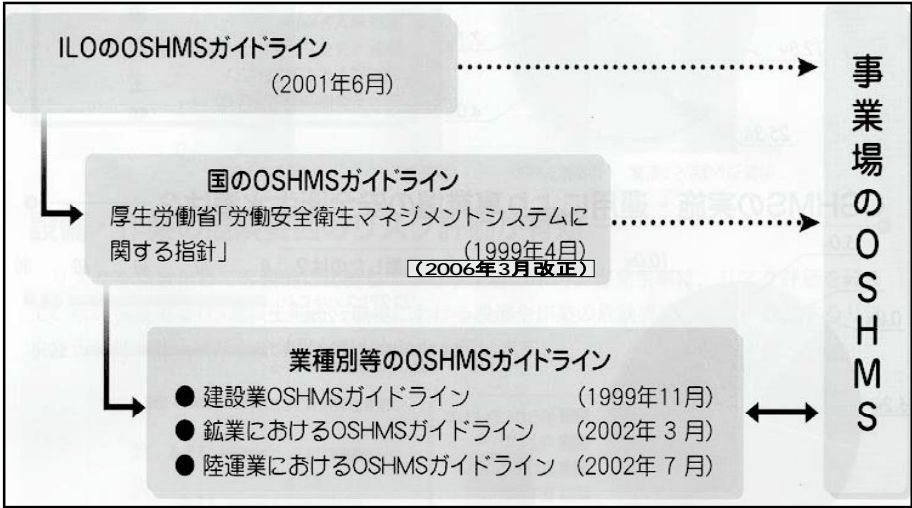 ILOのOSHMSガイドライン
(2001年6月)
国のOSHMSガイドライン
厚生労働省「労働安全衛生マネジメントシステムに
関する指針」 (1999年4月)
(2006年3月改正)
業種別等のOSHMSガイドライン
● 建設業OSHMSガイドライン (1999年11月)
● 鉱業におけるOSHMSガイドライン (2002年 3 月)
● 陸運業におけるOSHMSガイドライン (2002年 7 月)
事業場のOSHMS